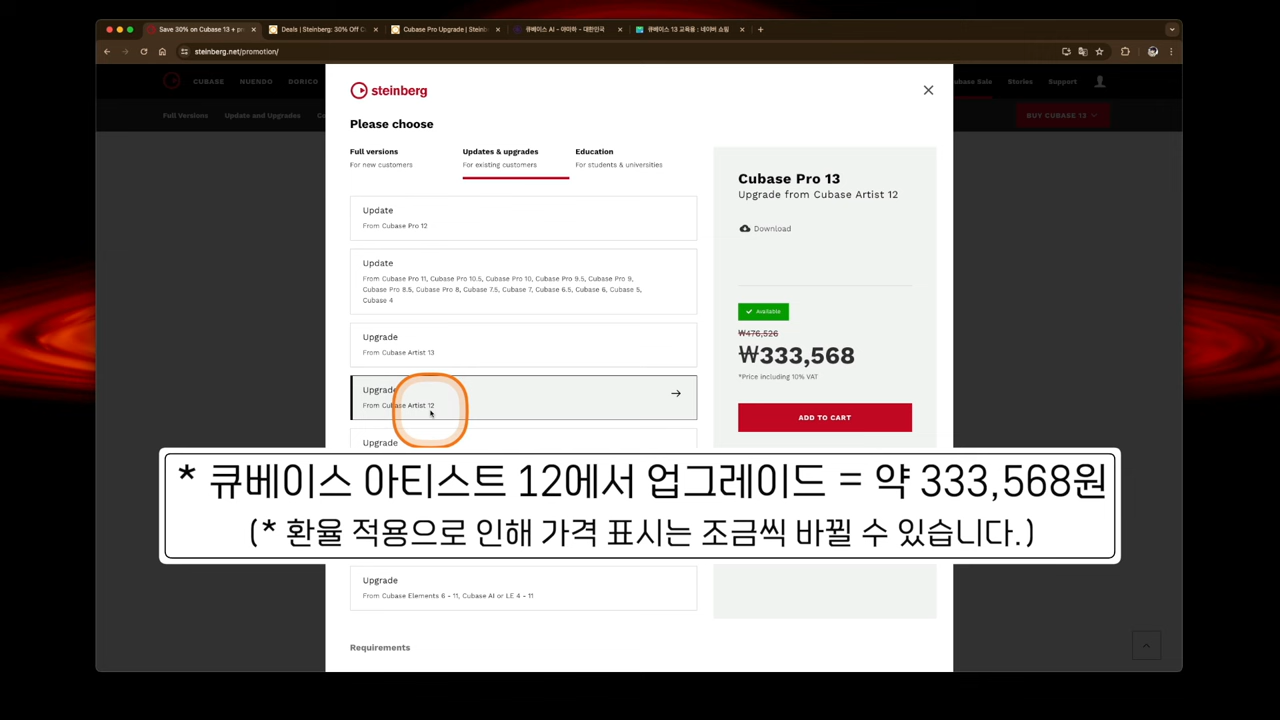 Save 30% on Cubase 13 + p
Deals | Steinberg: 30% Off C
Cubase Pro Upgrade | Steinb
큐베이스 AI - 야마하 - 대한민국
큐베이스 13 교육용 : 네이버 쇼핑
steinberg.net/promotion/
CUBASE
NUENDO
DORICO
ubase Sale
Stories
Support
Full Versions
Update and Upgrades
BUY CUBASE 13
steinberg
Please choose
Full versions
For new customers
Updates & upgrades
For existing customers
Education
For students & universities
Update
From Cubase Pro 12
Update
From Cubase Pro 11, Cubase Pro 10.5, Cubase Pro 10, Cubase Pro 9.5, Cubase Pro 9,
Cubase Pro 8.5, Cubase Pro 8, Cubase 7.5, Cubase 7, Cubase 6.5, Cubase 6, Cubase 5,
Cubase 4
Upgrade
From Cubase Artist 13
Upgrade
From Cubase Artist 12
Upgrade
Cubase Pro 13
Upgrade from Cubase Artist 12
Download
Available
₩476,526
₩333,568
*Price including 10% VAT
ADD TO CART
* 큐베이스 아티스트 12에서 업그레이드 = 약 333,568원
(* 환율 적용으로 인해 가격 표시는 조금씩 바뀔 수 있습니다.)
Upgrade
From Cubase Elements 6 - 11, Cubase AI or LE 4 - 11
Requirements